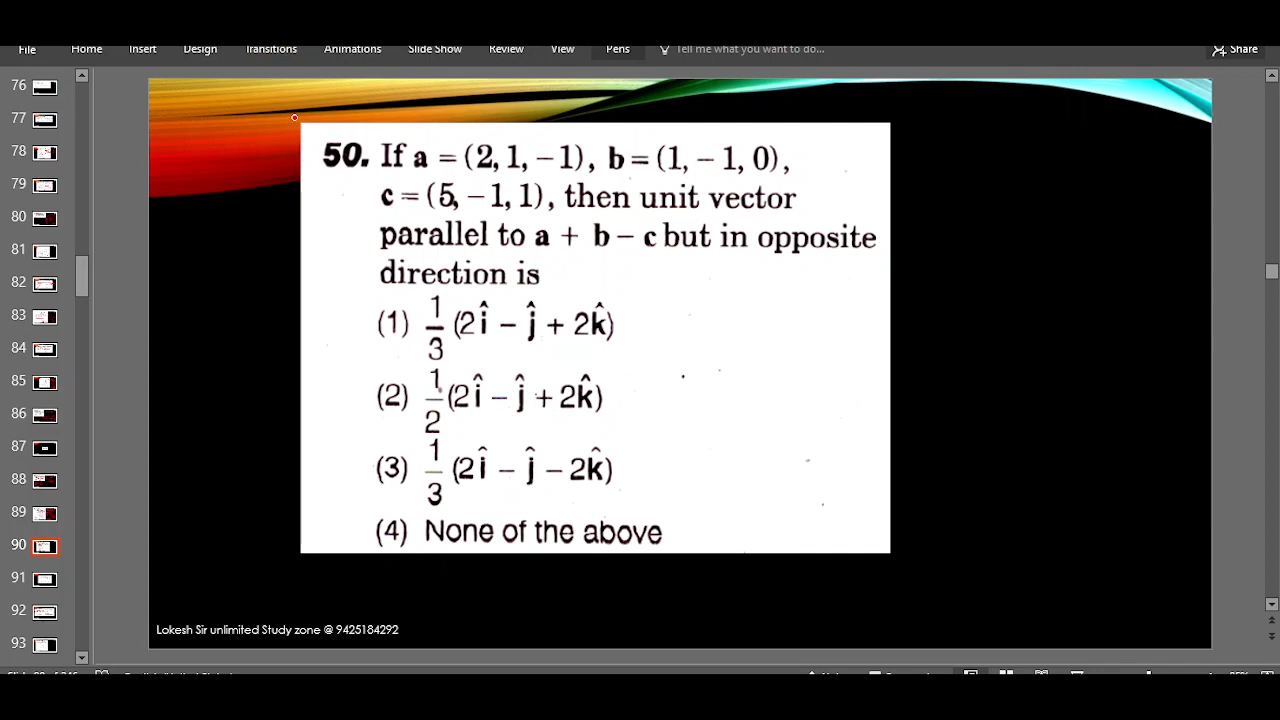 File Home Insert Design Transitions Animations Slide Show Review View Pens Tell me what you want to do... Share
76
77
78
79
80
81
82
83
84
85
86
87
88
89
90
91
92
93
50. If a = (2, 1, −1), b = (1, − 1, 0),
c = (5, − 1, 1), then unit vector
parallel to a + b − c but in opposite
direction is
(1) 1/3 (2î − ĵ + 2k̂)
(2) 1/2 (2î − ĵ + 2k̂)
(3) 1/3 (2î − ĵ − 2k̂)
(4) None of the above
Lokesh Sir unlimited Study zone @ 9425184292